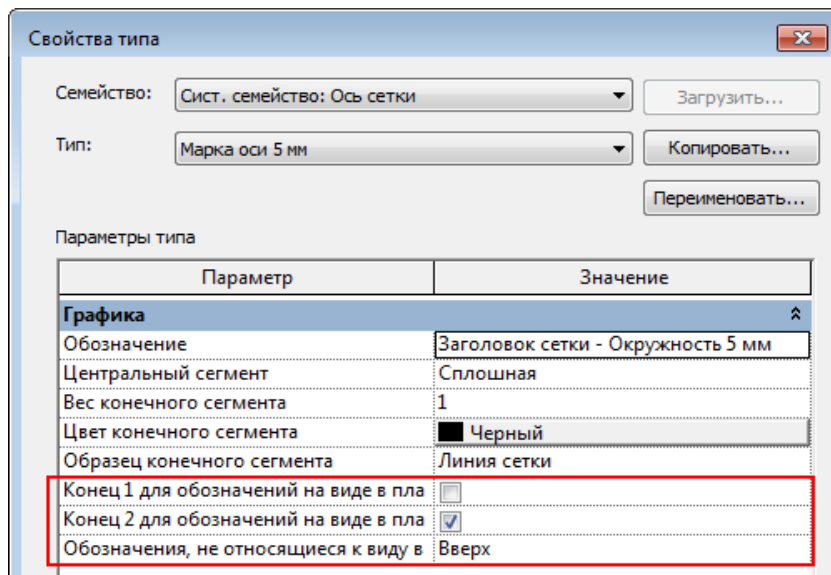 Свойства типа
Семейство: Сист. семейство: Ось сетки Загрузить...
Тип: Марка оси 5 мм Копировать...
Переименовать...
Параметры типа
Параметр Значение
Графика
Обозначение Заголовок сетки - Окружность 5 мм
Центральный сегмент Сплошная
Вес конечного сегмента 1
Цвет конечного сегмента Черный
Образец конечного сегмента Линия сетки
Конец 1 для обозначений на виде в пла
Конец 2 для обозначений на виде в пла
Обозначения, не относящиеся к виду в Вверх